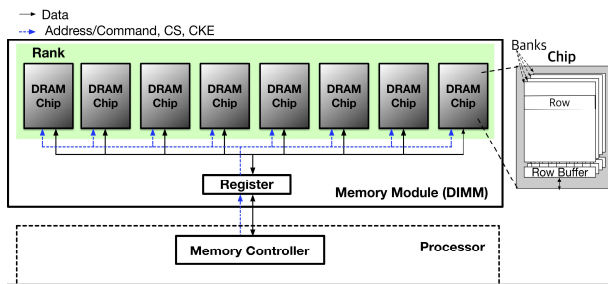 Data
Address/Command, CS, CKE
Rank
DRAM
Chip
DRAM
Chip
DRAM
Chip
DRAM
Chip
DRAM
Chip
DRAM
Chip
DRAM
Chip
DRAM
Chip
Banks
Chip
Row
Row Buffer
Register
Memory Module (DIMM)
Memory Controller
Processor